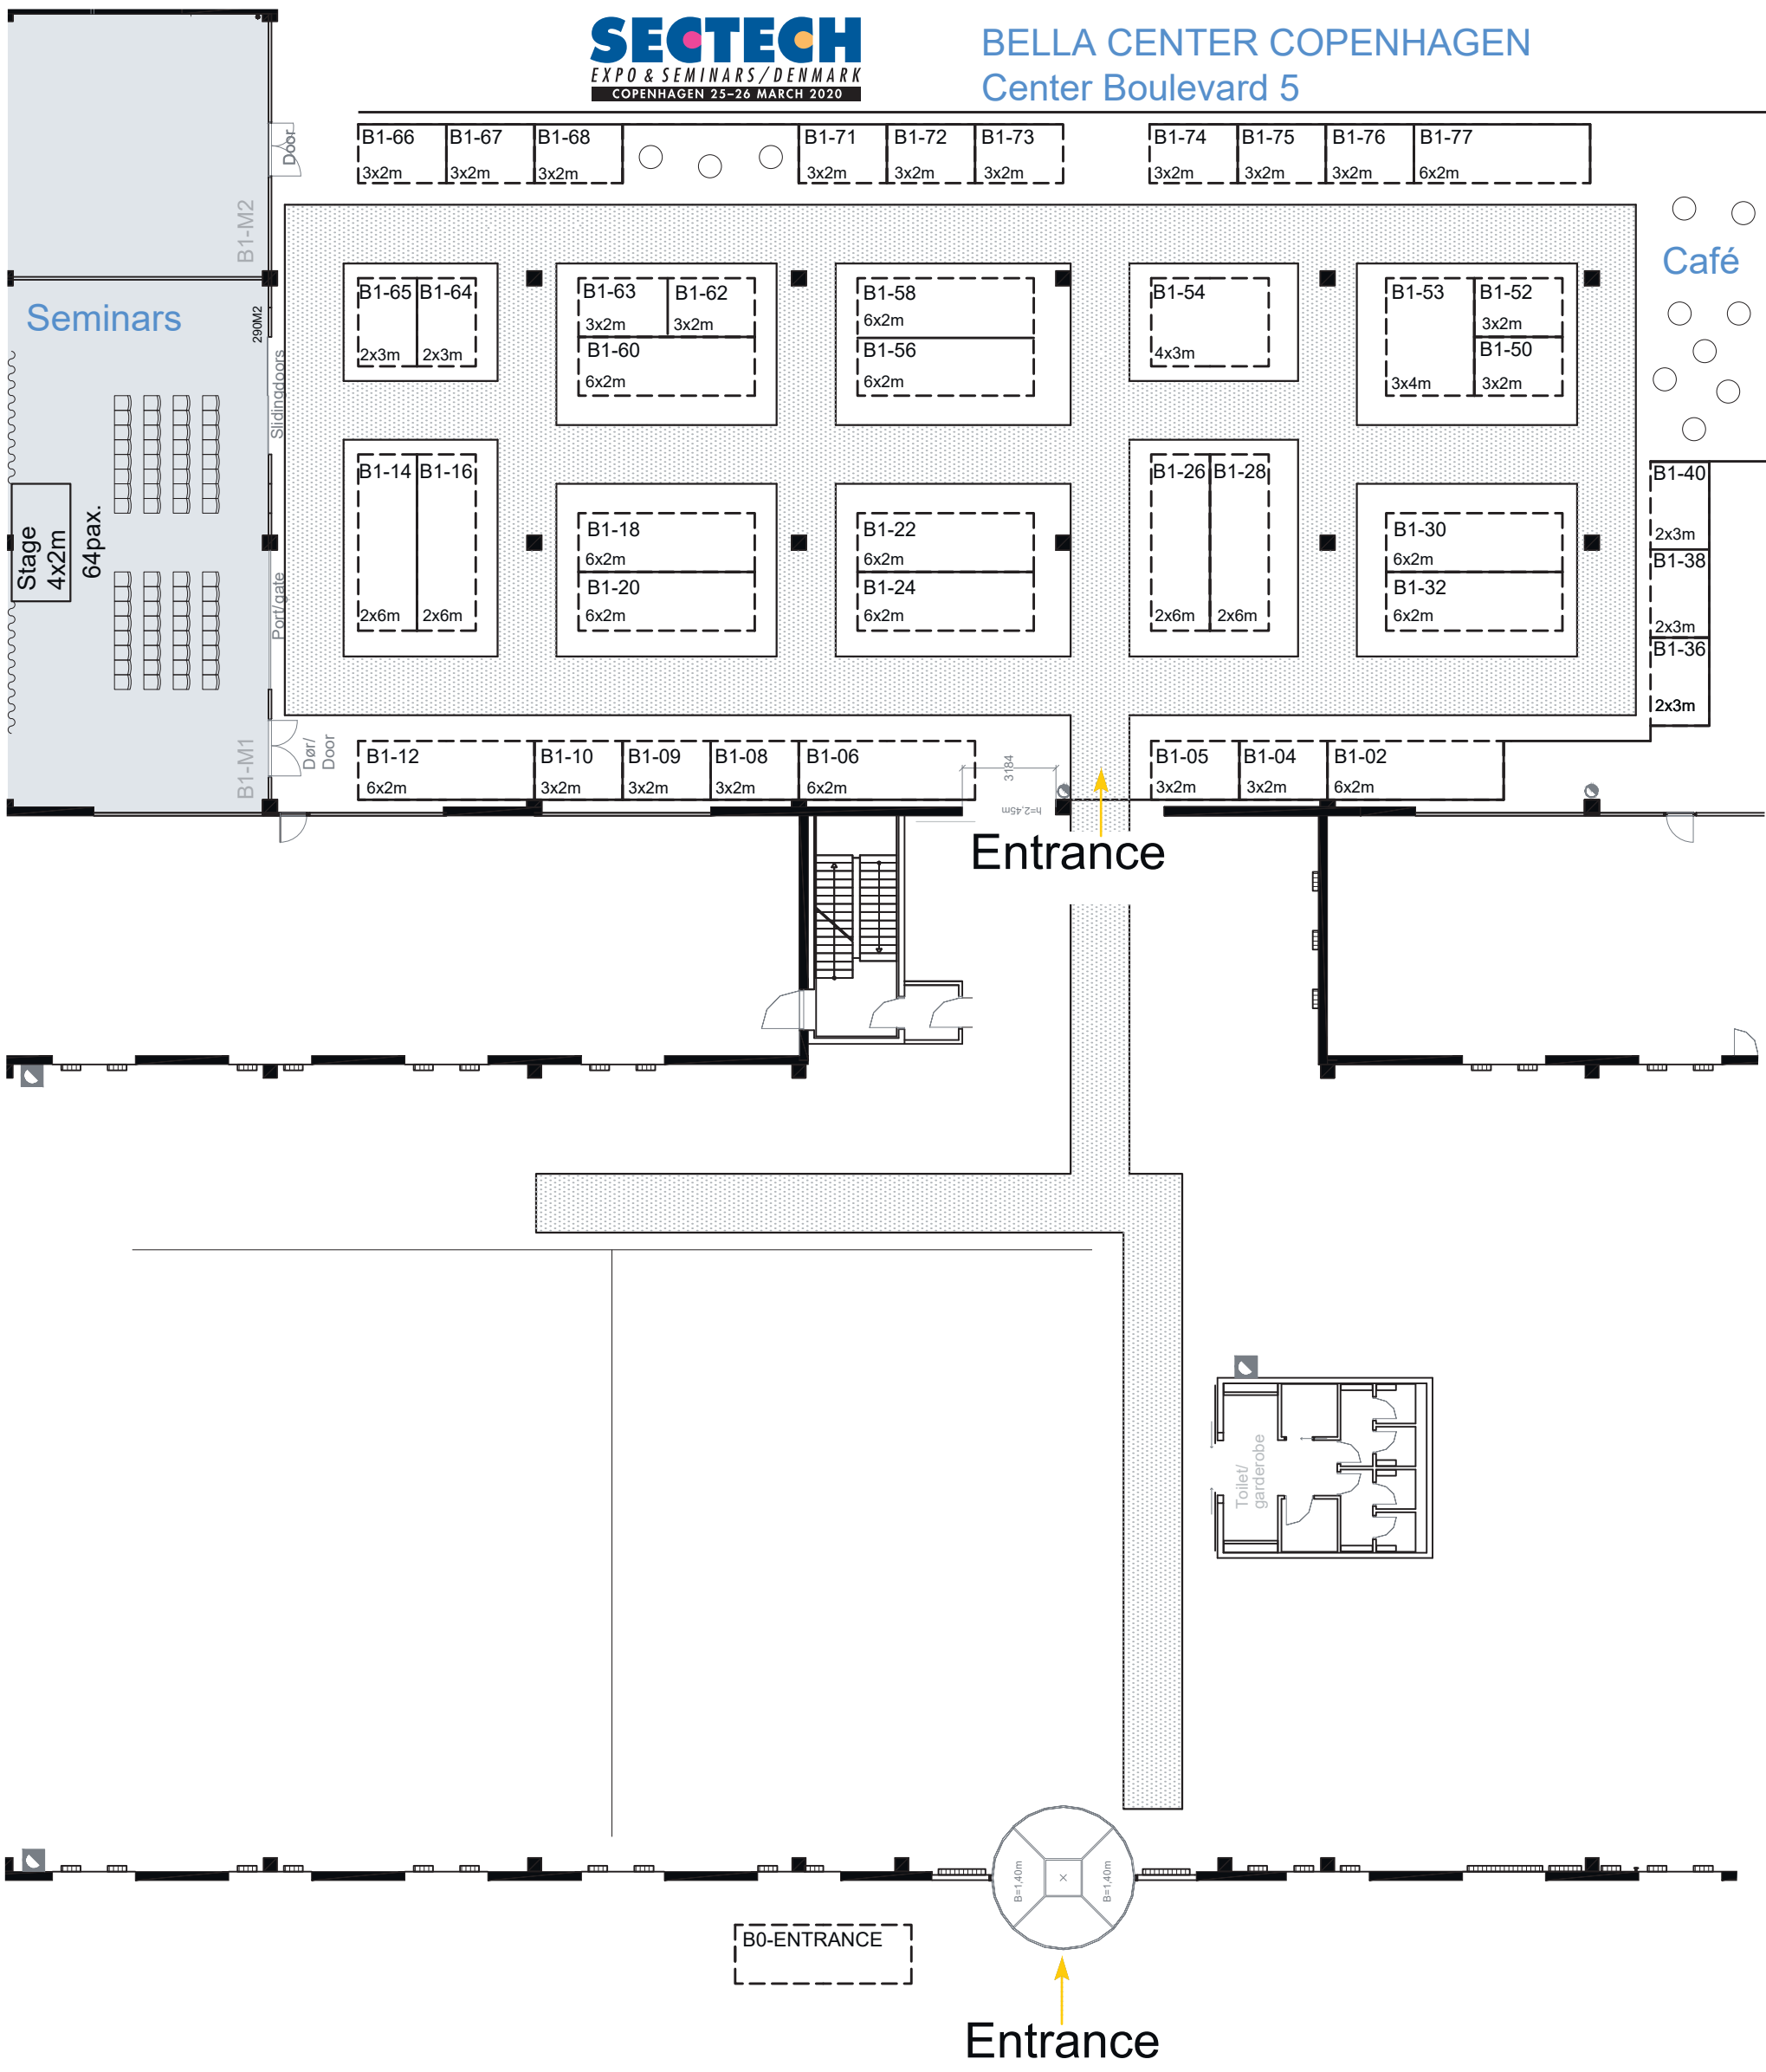 SECTECH
EXPO & SEMINARS/DENMARK
COPENHAGEN 25–26 MARCH 2020
BELLA CENTER COPENHAGEN
Center Boulevard 5
B1-66
3x2m
B1-67
3x2m
B1-68
3x2m
B1-71
3x2m
B1-72
3x2m
B1-73
3x2m
B1-74
3x2m
B1-75
3x2m
B1-76
3x2m
B1-77
6x2m
Door
B1-M2
Café
Seminars
290M2
Slidingdoors
B1-65
2x3m
B1-64
2x3m
B1-63
3x2m
B1-62
3x2m
B1-60
6x2m
B1-58
6x2m
B1-56
6x2m
B1-54
4x3m
B1-53
3x4m
B1-52
3x2m
B1-50
3x2m
Stage
4x2m
64pax.
Port/gate
B1-14
2x6m
B1-16
2x6m
B1-18
6x2m
B1-20
6x2m
B1-22
6x2m
B1-24
6x2m
B1-26
2x6m
B1-28
2x6m
B1-30
6x2m
B1-32
6x2m
B1-40
2x3m
B1-38
2x3m
B1-36
2x3m
B1-M1
Dør/
Door
B1-12
6x2m
B1-10
3x2m
B1-09
3x2m
B1-08
3x2m
B1-06
6x2m
3184
h=2,45m
B1-05
3x2m
B1-04
3x2m
B1-02
6x2m
Entrance
Toilet/
garderobe
B=1,40m
B=1,40m
B0-ENTRANCE
Entrance